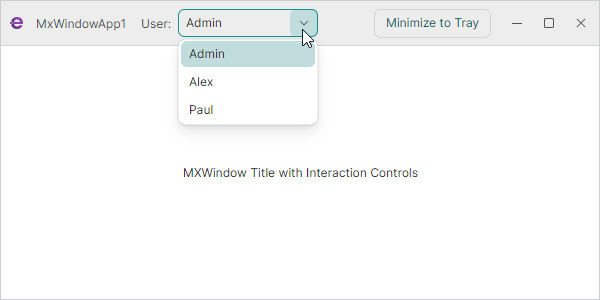 MxWindowApp1 User: Admin Minimize to Tray
Admin
Alex
Paul
MXWindow Title with Interaction Controls